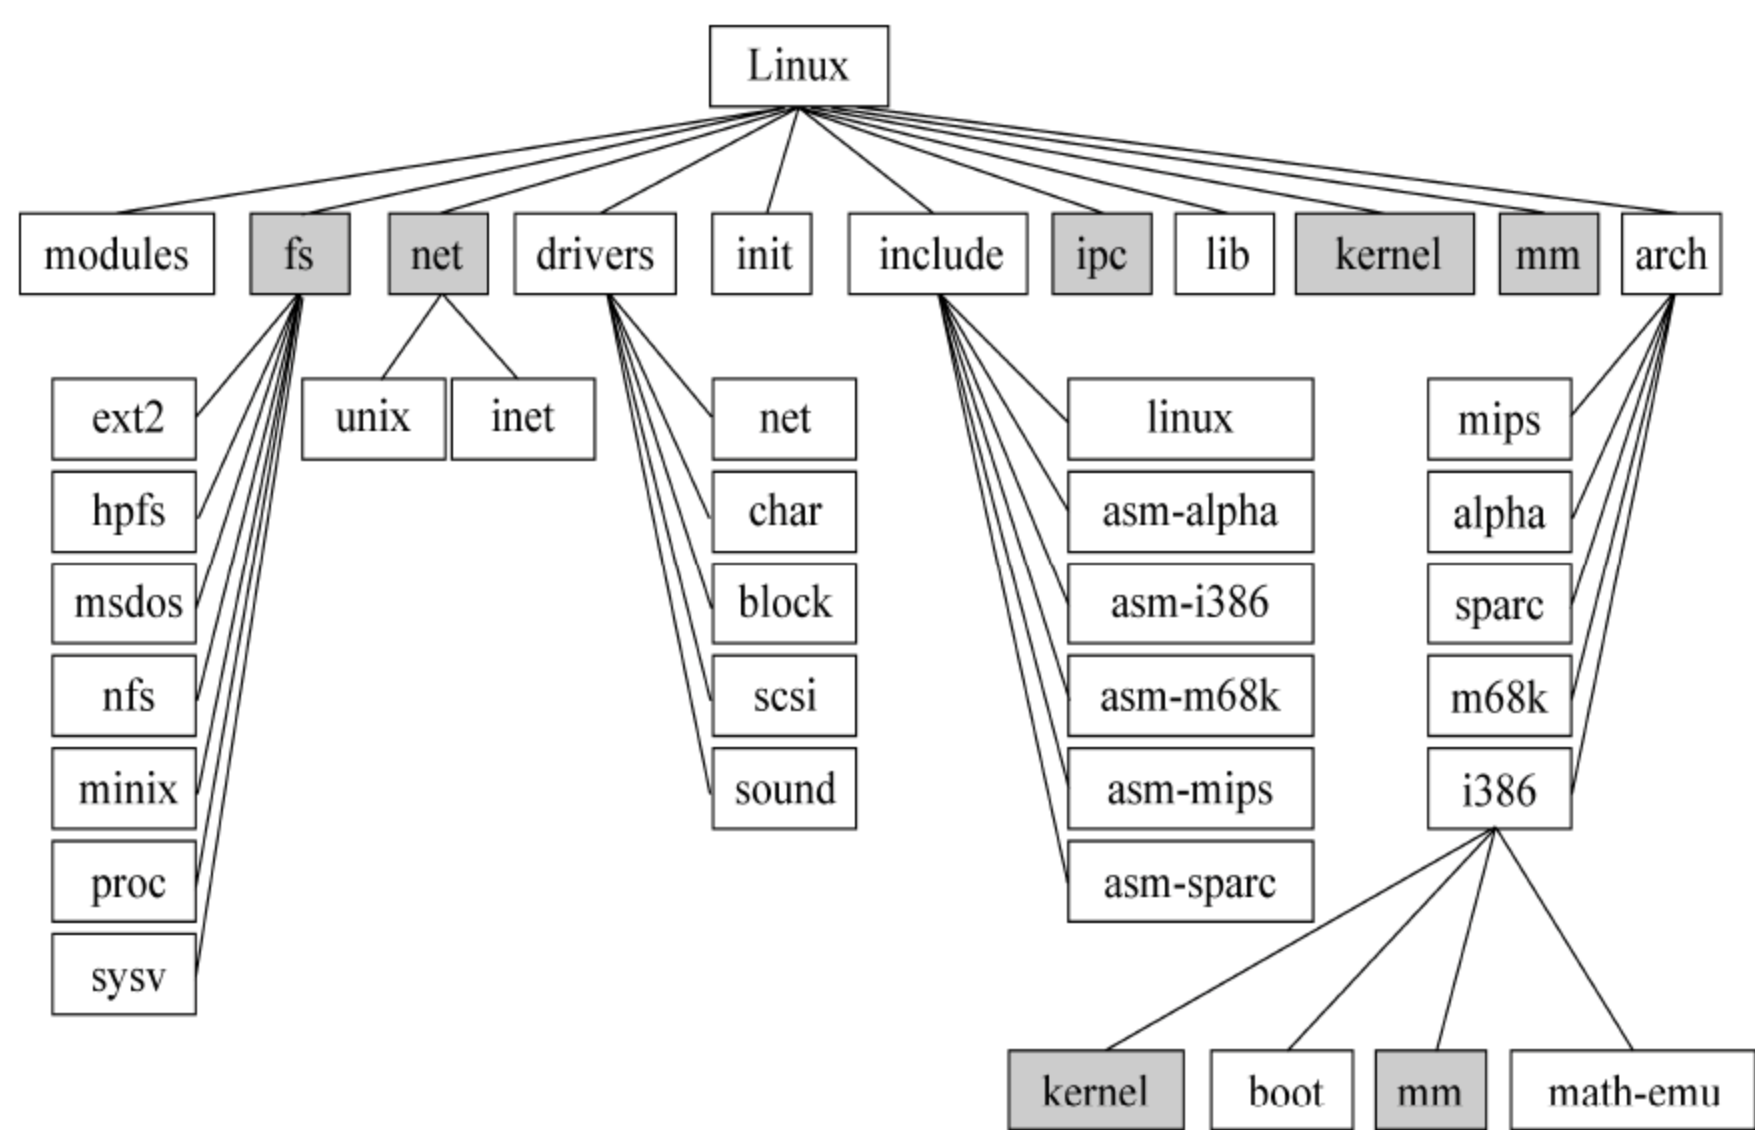 Linux
modules fs net drivers init include ipc lib kernel mm arch
ext2 unix inet net linux mips
hpfs char asm-alpha alpha
msdos block asm-i386 sparc
nfs scsi asm-m68k m68k
minix sound asm-mips i386
proc asm-sparc
sysv
kernel boot mm math-emu